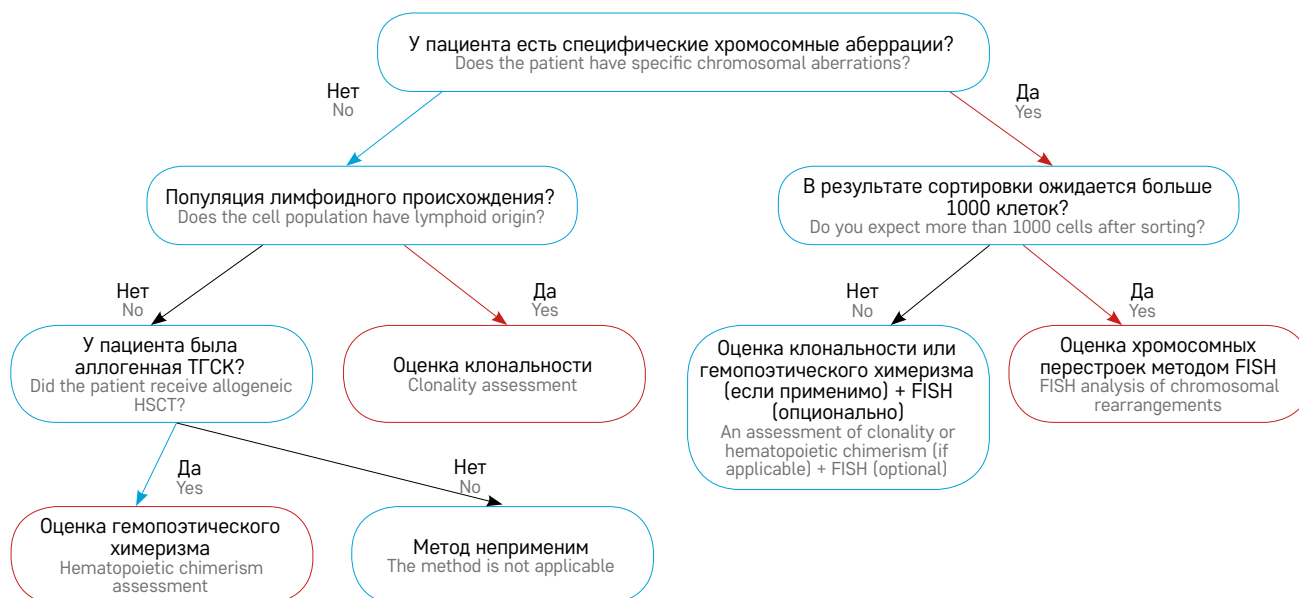 У пациента есть специфические хромосомные аберрации?
Does the patient have specific chromosomal aberrations?
Нет
No
Да
Yes
Популяция лимфоидного происхождения?
Does the cell population have lymphoid origin?
В результате сортировки ожидается больше
1000 клеток?
Do you expect more than 1000 cells after sorting?
Нет
No
Да
Yes
Нет
No
Да
Yes
У пациента была
аллогенная ТГСК?
Did the patient receive allogeneic
HSCT?
Оценка клональности
Clonality assessment
Оценка клональности или
гемопоэтического химеризма
(если применимо) + FISH
(опционально)
An assessment of clonality or
hematopoietic chimerism (if
applicable) + FISH (optional)
Оценка хромосомных
перестроек методом FISH
FISH analysis of chromosomal
rearrangements
Да
Yes
Нет
No
Оценка гемопоэтического
химеризма
Hematopoietic chimerism
assessment
Метод неприменим
The method is not applicable